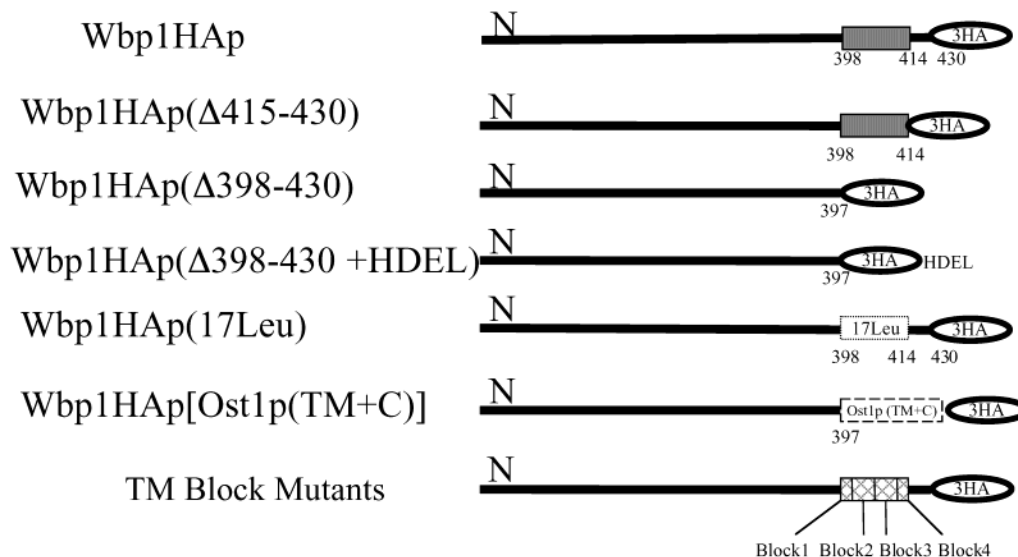 Wbp1HAp
N
3HA
398 414 430
Wbp1HAp(Δ415-430)
N
3HA
398 414
Wbp1HAp(Δ398-430)
N
3HA
397
Wbp1HAp(Δ398-430 +HDEL)
N
3HA
HDEL
397
Wbp1HAp(17Leu)
N
17Leu
3HA
398 414 430
Wbp1HAp[Ost1p(TM+C)]
N
Ost1p (TM+C)
3HA
397
TM Block Mutants
N
3HA
Block1 Block2 Block3 Block4